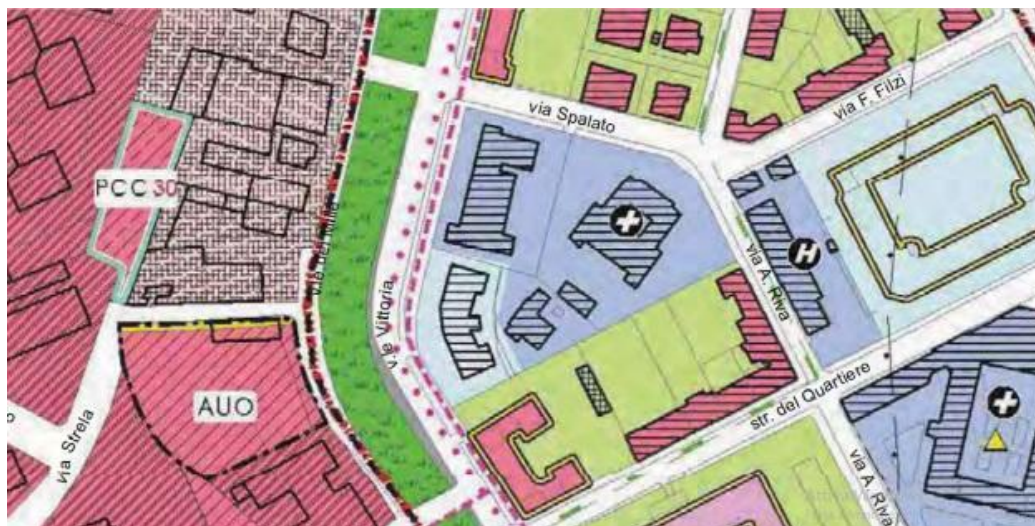 via Spalato
via F. Filzi
PCC 30
H
v.le Vittoria
via A. Riva
AUO
str. del Quartiere
via Strela
via A. Riva